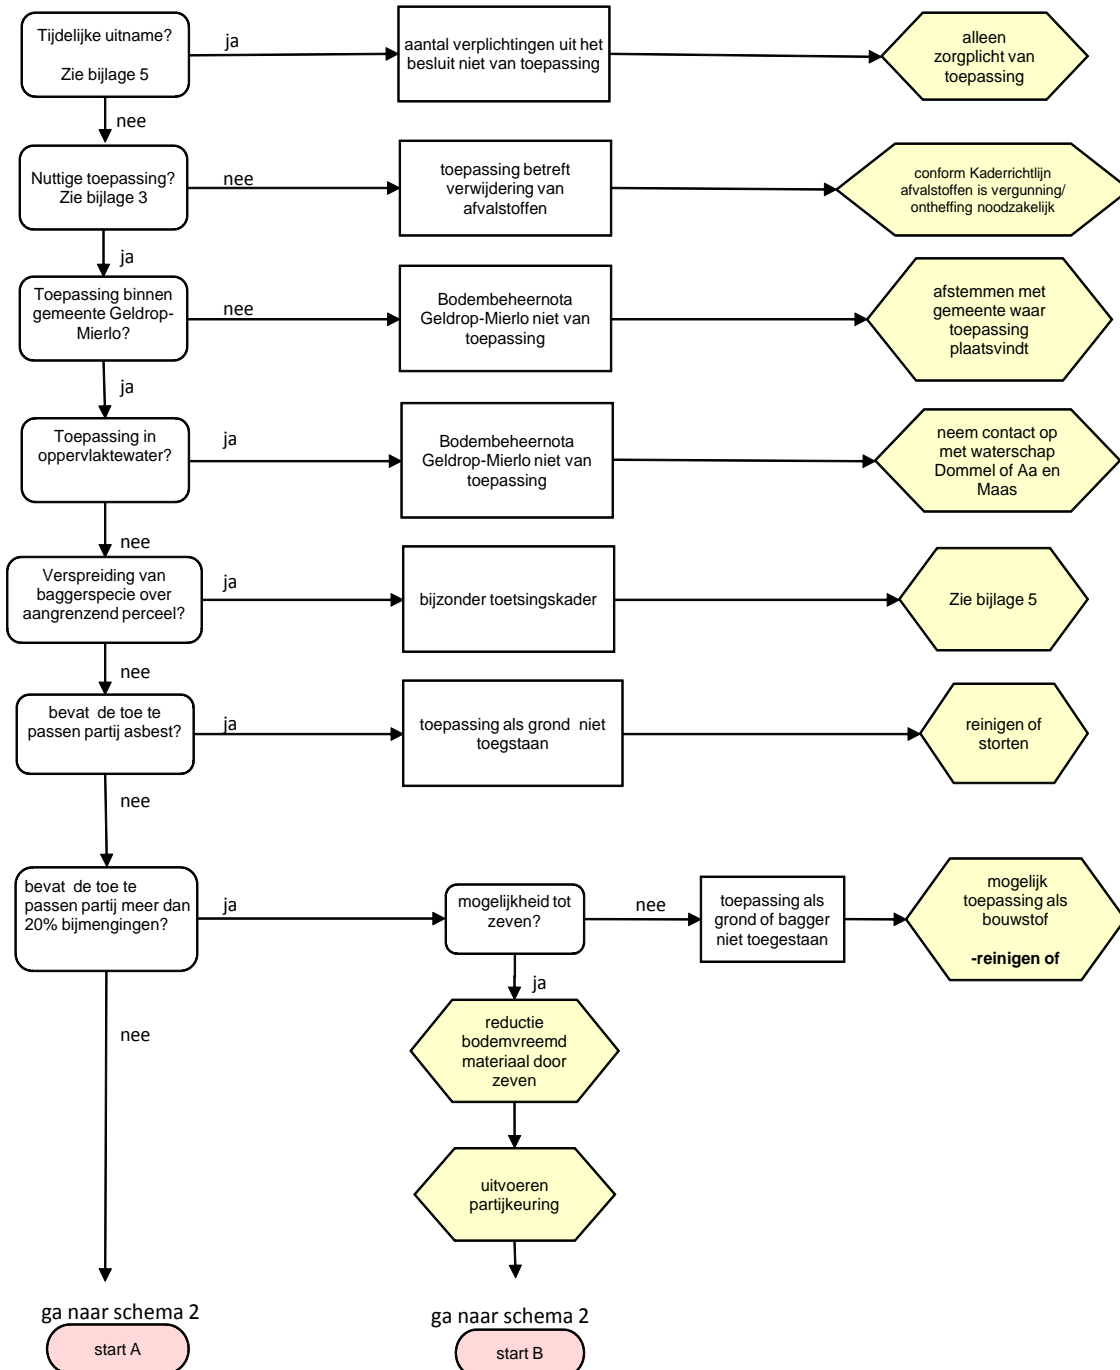 Tijdelijke uitname?
Zie bijlage 5
ja
aantal verplichtingen uit het
besluit niet van toepassing
alleen
zorgplicht van
toepassing
nee
Nuttige toepassing?
Zie bijlage 3
nee
toepassing betreft
verwijdering van
afvalstoffen
conform Kaderrichtlijn
afvalstoffen is vergunning/
ontheffing noodzakelijk
ja
Toepassing binnen
gemeente Geldrop-
Mierlo?
nee
Bodembeheernota
Geldrop-Mierlo niet van
toepassing
afstemmen met
gemeente waar
toepassing
plaatsvindt
ja
Toepassing in
oppervlaktewater?
ja
Bodembeheernota
Geldrop-Mierlo niet van
toepassing
neem contact op
met waterschap
Dommel of Aa en
Maas
nee
Verspreiding van
baggerspecie over
aangrenzend perceel?
ja
bijzonder toetsingskader
Zie bijlage 5
nee
bevat de toe te
passen partij asbest?
ja
toepassing als grond niet
toegstaan
reinigen of
storten
nee
bevat de toe te
passen partij meer dan
20% bijmengingen?
ja
mogelijkheid tot
zeven?
nee
toepassing als
grond of bagger
niet toegestaan
mogelijk
toepassing als
bouwstof
-reinigen of
ja
nee
reductie
bodemvreemd
materiaal door
zeven
uitvoeren
partijkeuring
ga naar schema 2
start A
ga naar schema 2
start B